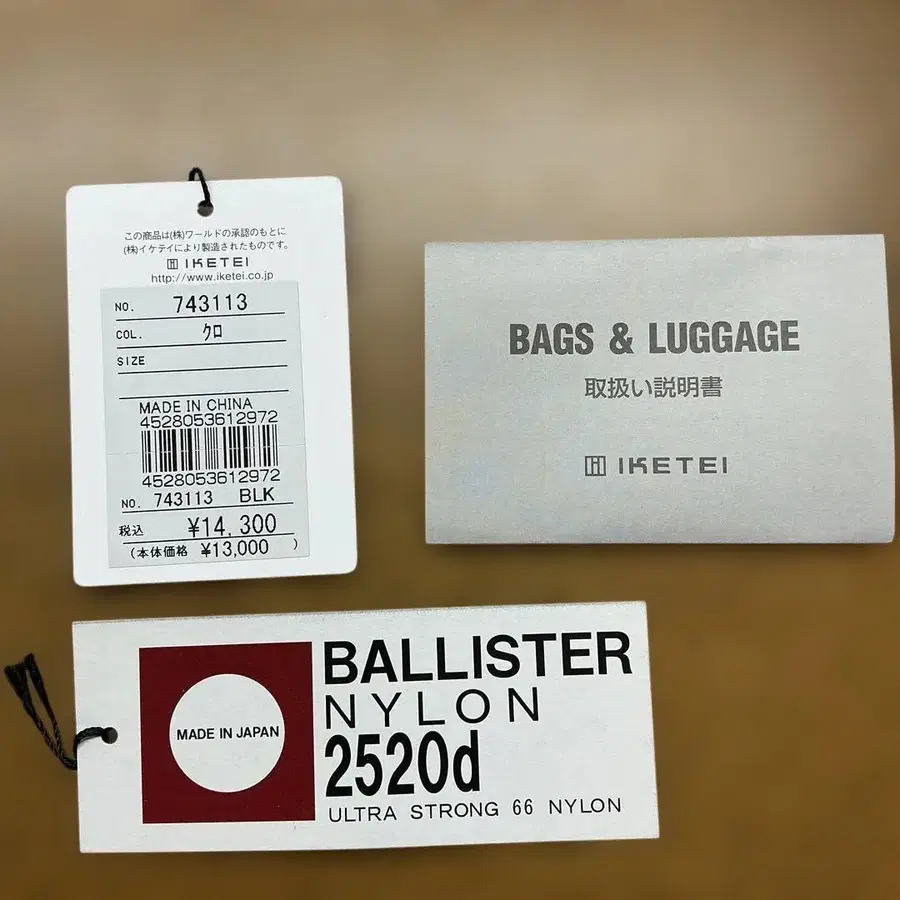 この商品は(株)ワールドの承認のもとに
(株)イケテイにより製造されたものです。
IKETEI
http://www.iketei.co.jp
NO. 743113
COL. クロ
SIZE
MADE IN CHINA
4528053612972
4528053612972
NO. 743113 BLK
税込 ¥14,300
(本体価格 ¥13,000 )
BAGS & LUGGAGE
取扱い説明書
IKETEI
MADE IN JAPAN
BALLISTER
NYLON
2520d
ULTRA STRONG 66 NYLON